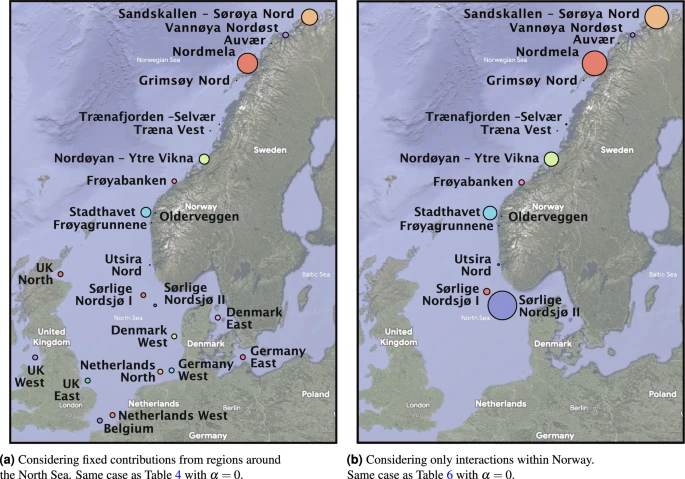 Sandskallen – Sørøya Nord
Vannøya Nordøst
Auvær
Nordmela
Norwegian Sea
Grimsøy Nord
Trænafjorden –Selvær
Træna Vest
Sweden
Nordøyan – Ytre Vikna
Frøyabanken
Norway
Stadthavet
Olderveggen
Frøyagrunnene
Utsira
Nord
UK
North
Sørlige
Nordsjø I
Sørlige
Nordsjø II
Baltic Sea
North Sea
Denmark
East
United
Kingdom
Denmark
West
Denmark
UK
West
Netherlands
North
Germany
West
Germany
East
UK
East
London
Netherlands
Berlin
Poland
Netherlands West
Belgium
Germany
(a) Considering fixed contributions from regions around
the North Sea. Same case as Table 4 with α = 0.
Sandskallen – Sørøya Nord
Vannøya Nordøst
Auvær
Nordmela
Norwegian Sea
Grimsøy Nord
Trænafjorden –Selvær
Træna Vest
Sweden
Nordøyan – Ytre Vikna
Frøyabanken
Norway
Stadthavet
Olderveggen
Frøyagrunnene
Utsira
Nord
Sørlige
Nordsjø I
Sørlige
Nordsjø II
Baltic Sea
North Sea
United
Kingdom
Denmark
London
Netherlands
Berlin
Poland
Germany
(b) Considering only interactions within Norway.
Same case as Table 6 with α = 0.